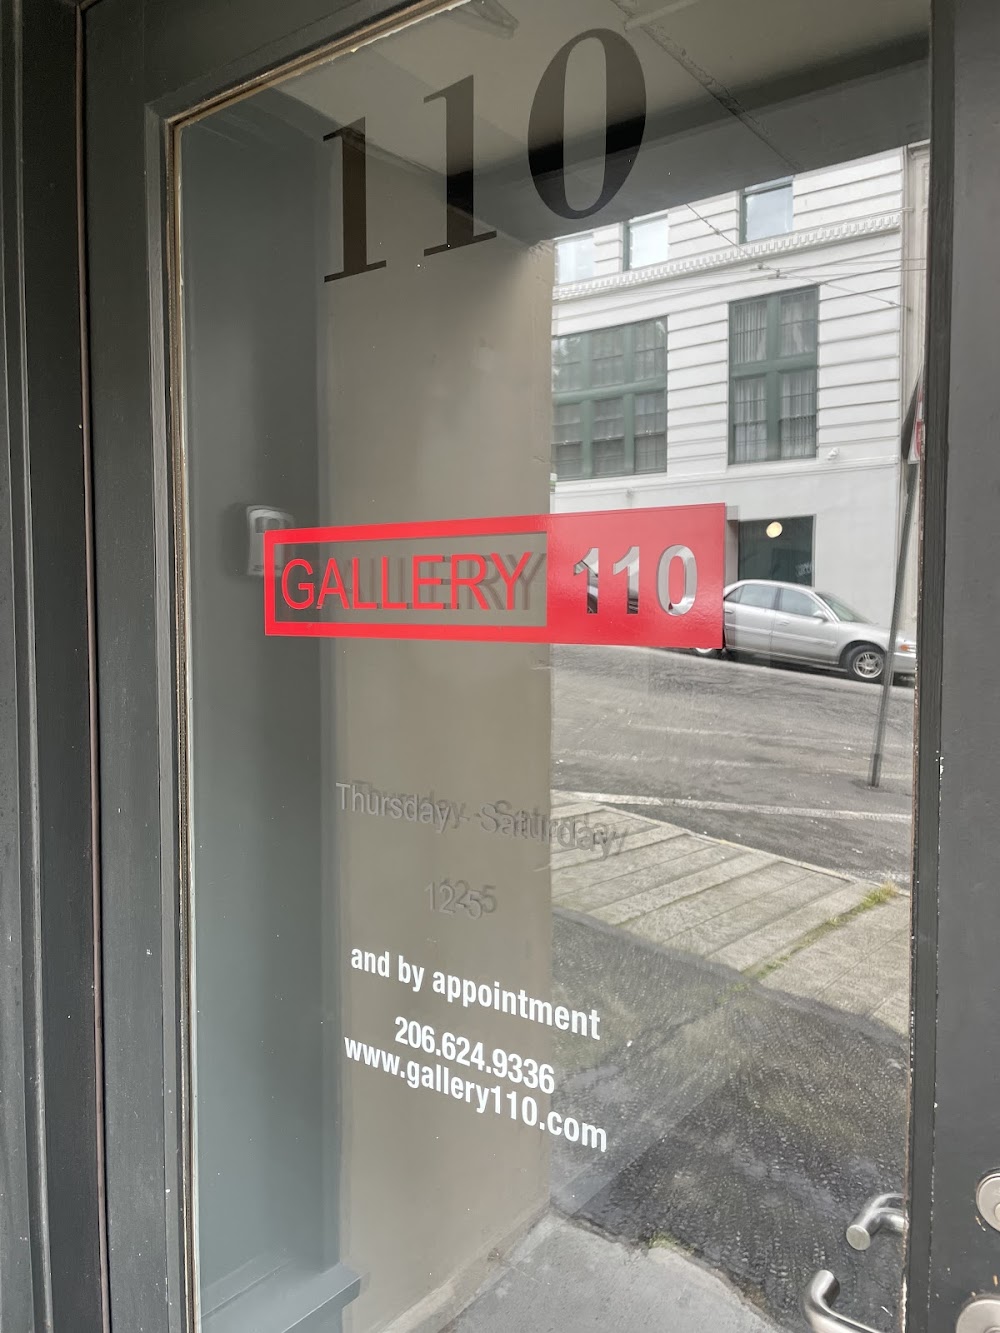 110
GALLERY 110
Thursday - Saturday
12-5
and by appointment
206.624.9336
www.gallery110.com